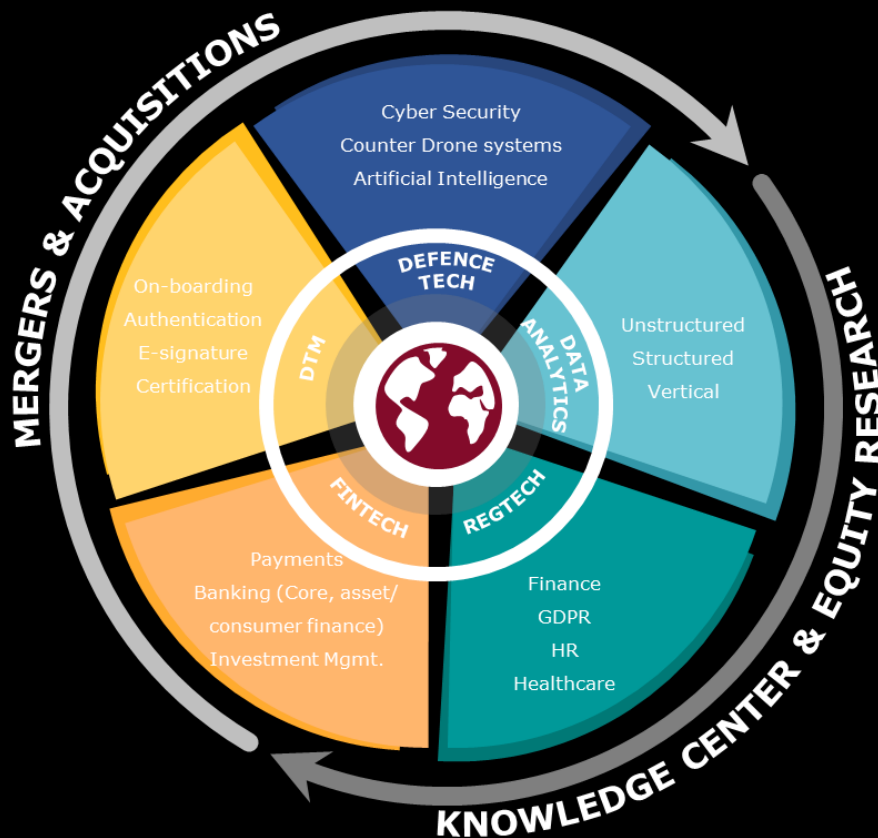 MERGERS & ACQUISITIONS
Cyber Security
Counter Drone systems
Artificial Intelligence
DEFENCE
TECH
Unstructured
Structured
Vertical
DATA
ANALYTICS
Finance
GDPR
HR
Healthcare
REGTECH
Payments
Banking (Core, asset/
consumer finance)
Investment Mgmt.
FINTECH
On-boarding
Authentication
E-signature
Certification
DTM
KNOWLEDGE CENTER & EQUITY RESEARCH